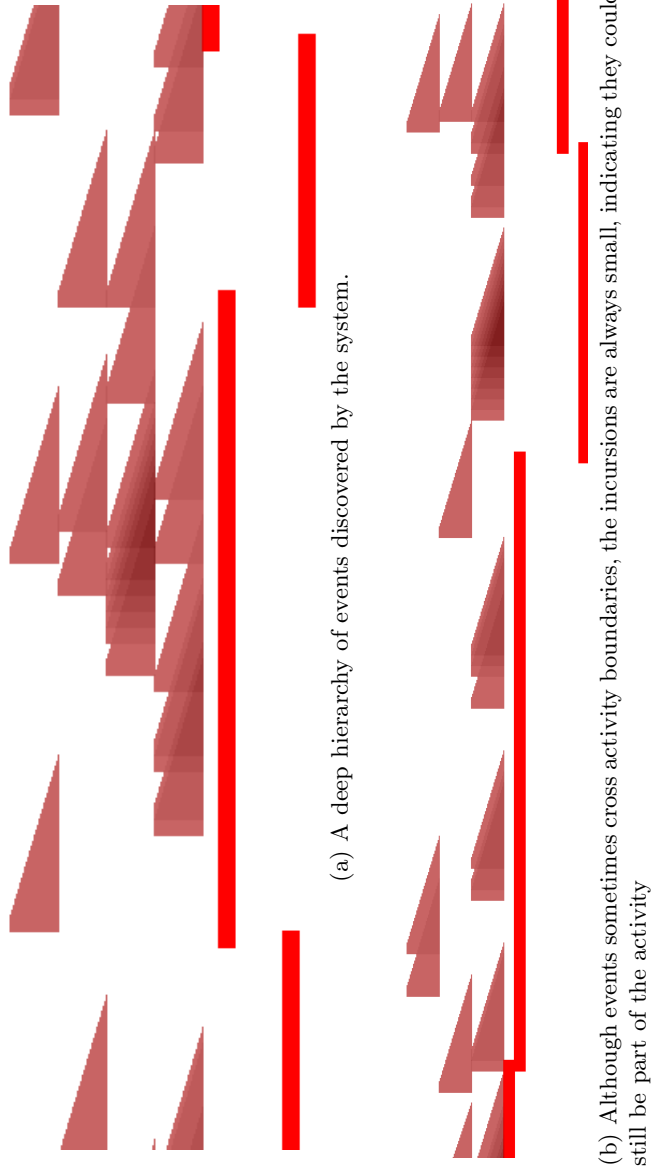 (a) A deep hierarchy of events discovered by the system.
(b) Although events sometimes cross activity boundaries, the incursions are always small, indicating they could
still be part of the activity